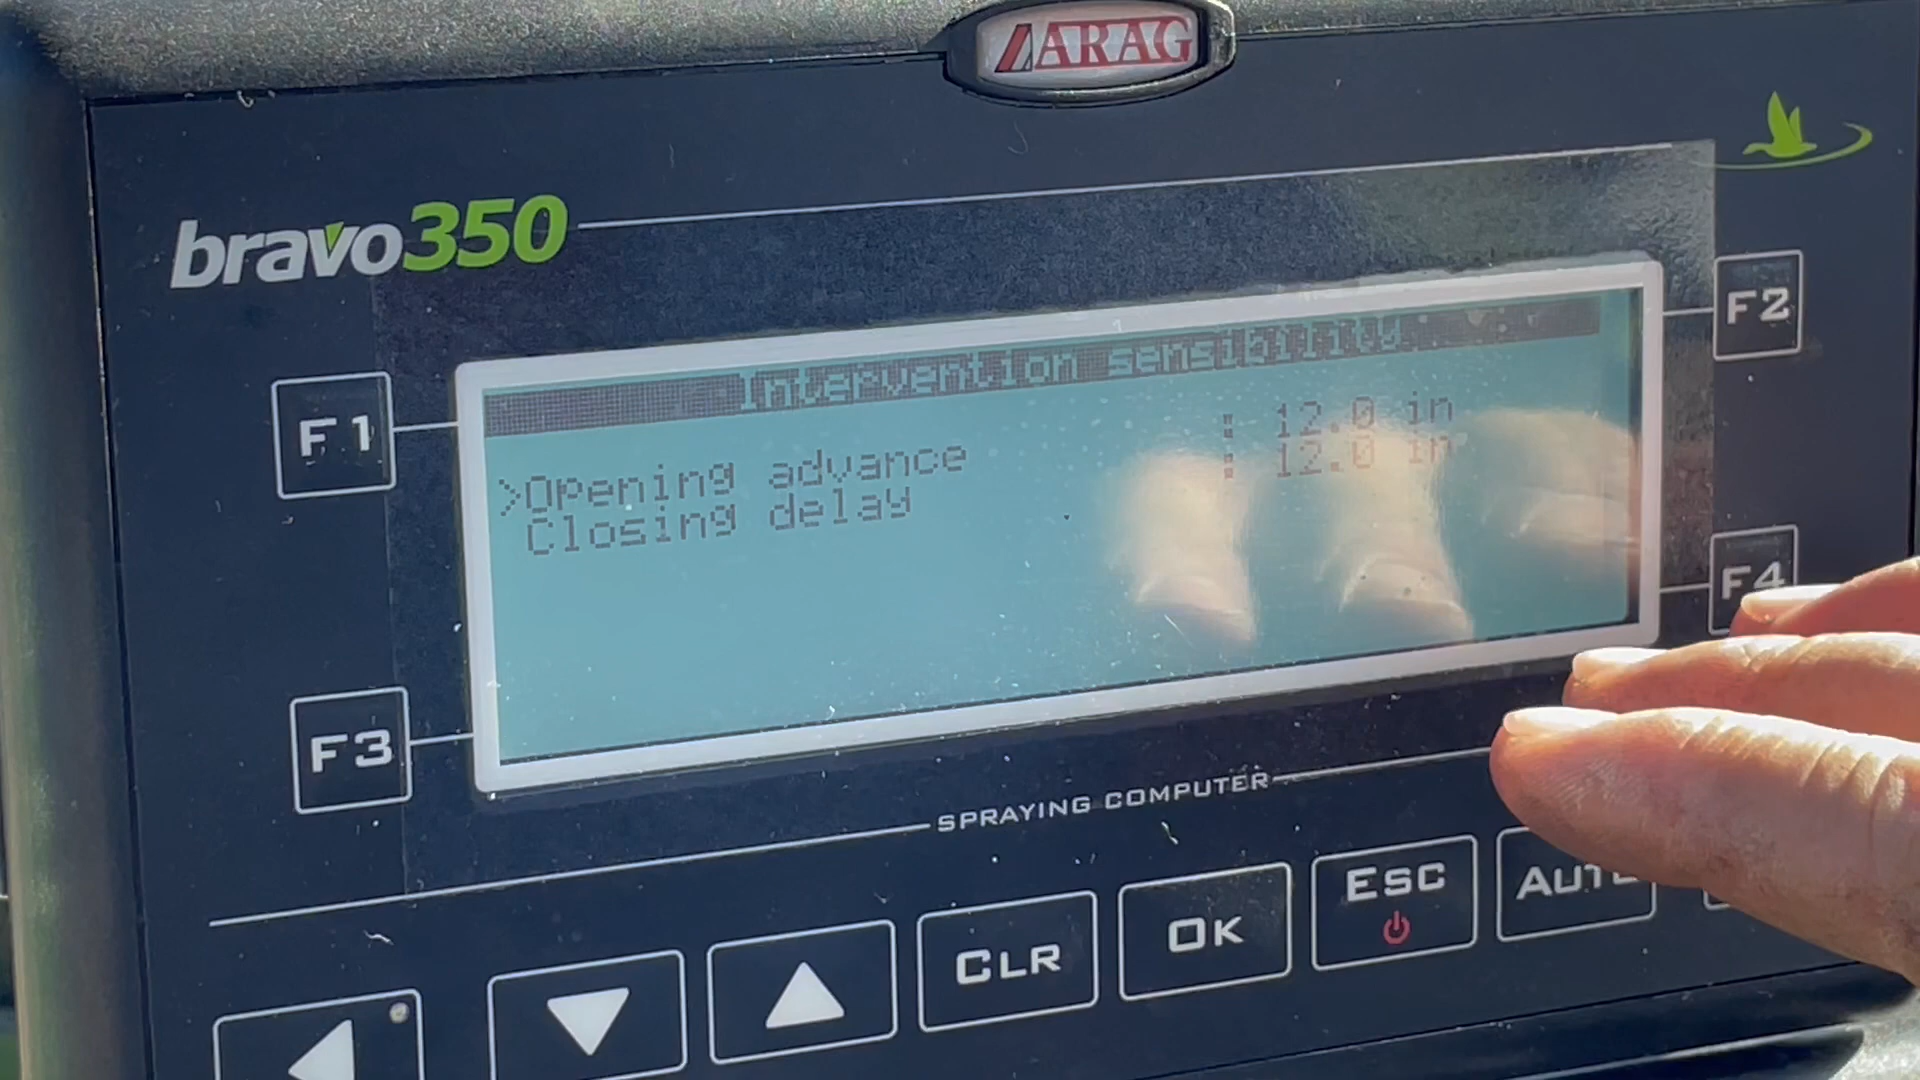 ARAG
bravo350
F1
F2
Intervention sensibility
>Opening advance : 12.0 in
Closing delay : 12.0 in
F3
F4
SPRAYING COMPUTER
CLR
OK
ESC